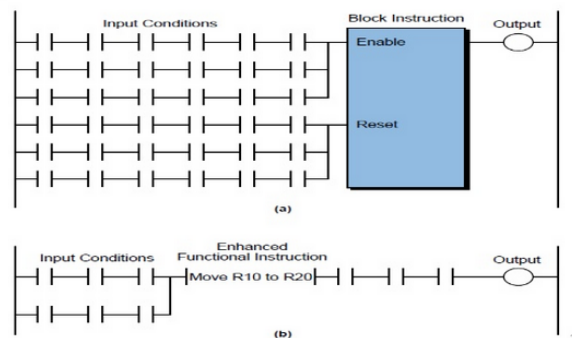 Input Conditions
Block Instruction
Output
Enable
Reset
(a)
Input Conditions
Enhanced
Functional Instruction
Output
Move R10 to R20
(b)